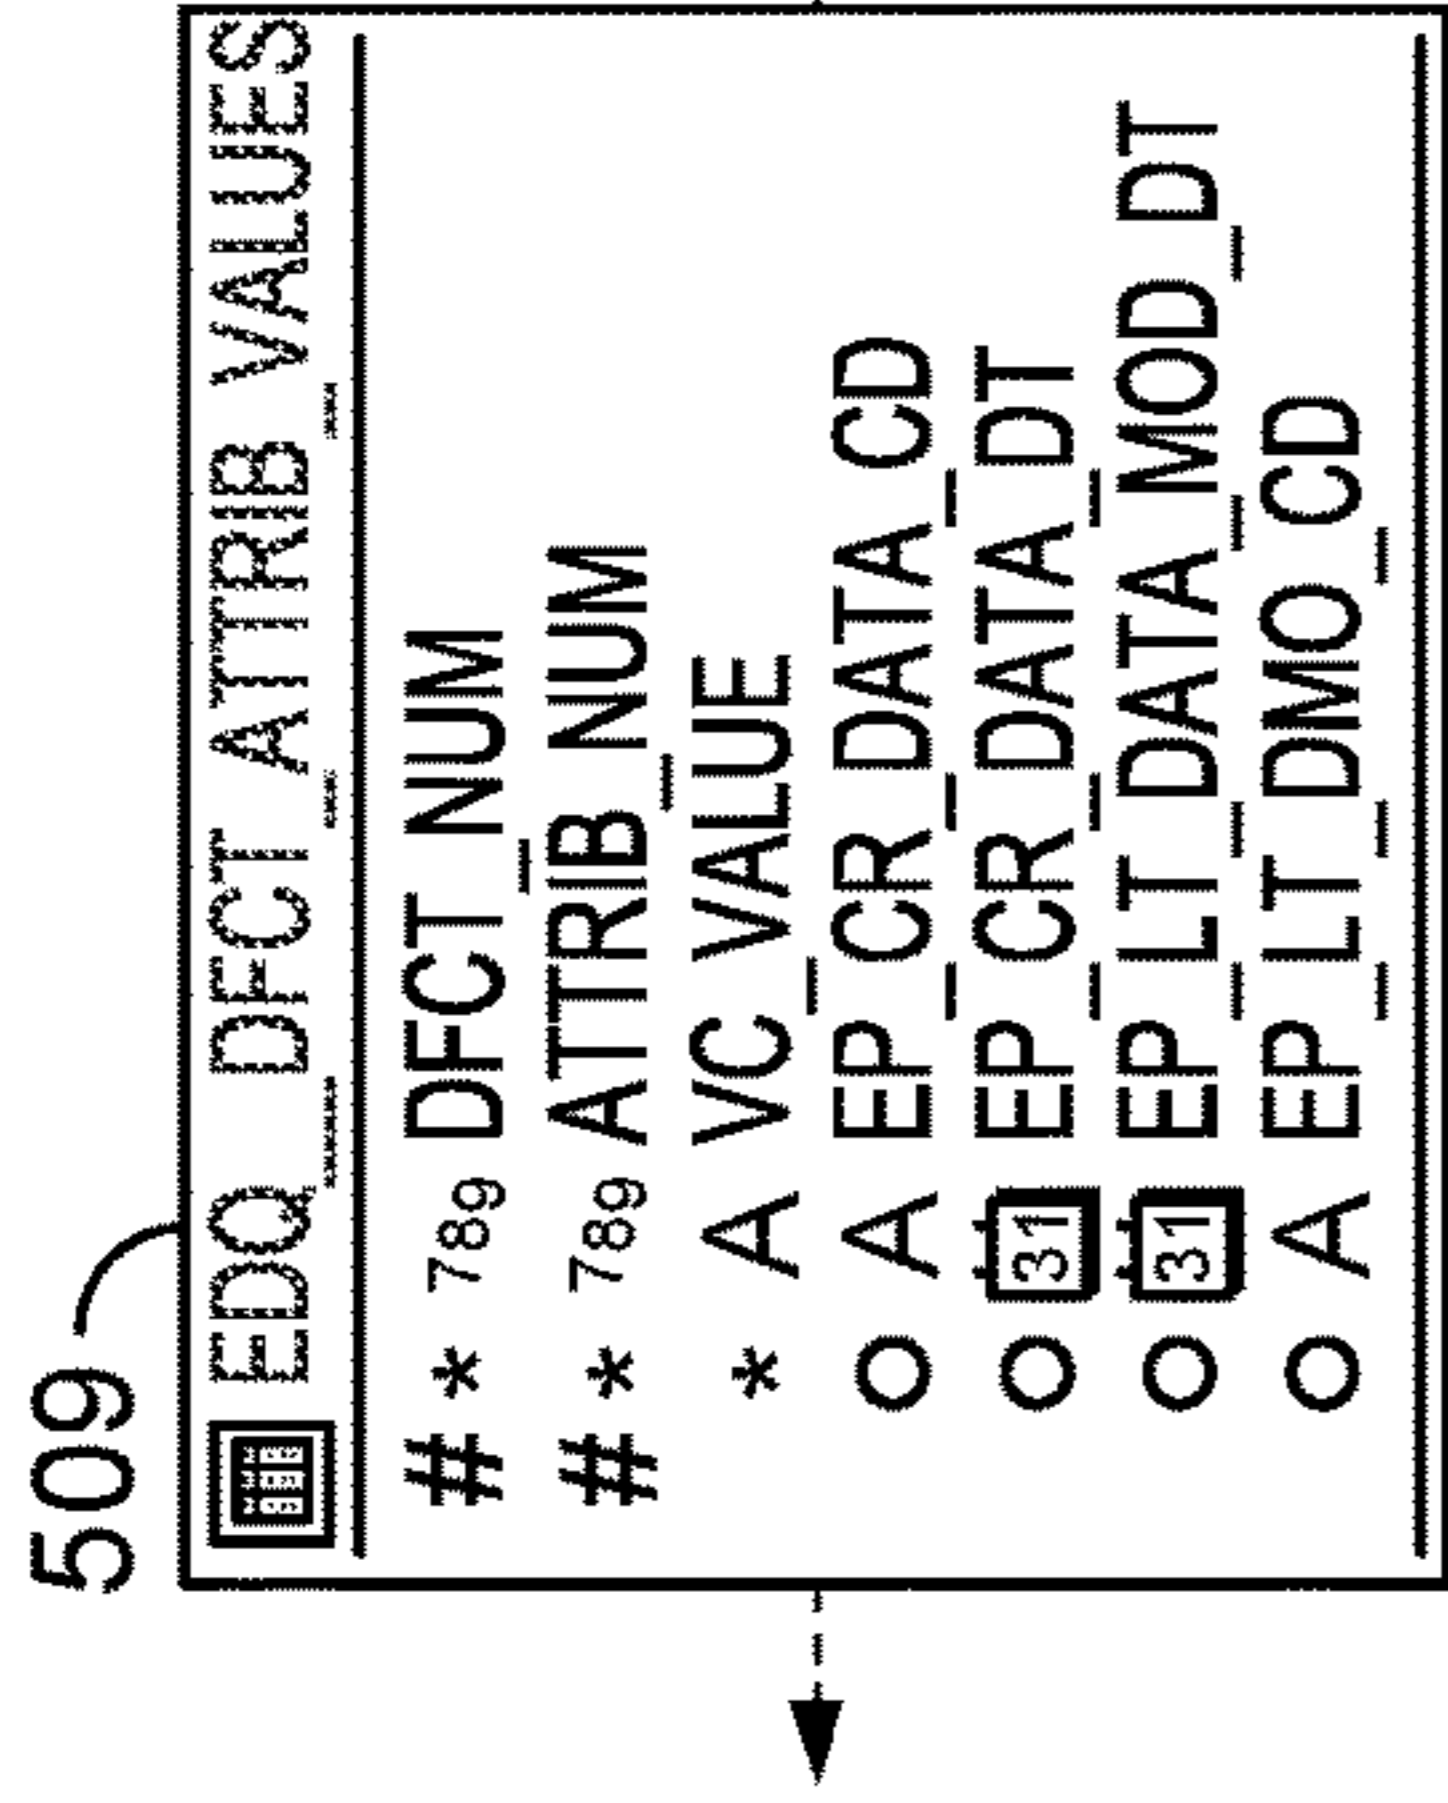 509
EDQ_DFCT_ATTRIB_VALUES
# * 789 DFCT_NUM
# * 789 ATTRIB_NUM
* A VC_VALUE
O A EP_CR_DATA_CD
O 31 EP_CR_DATA_DT
O 31 EP_LT_DATA_MOD_DT
O A EP_LT_DMO_CD